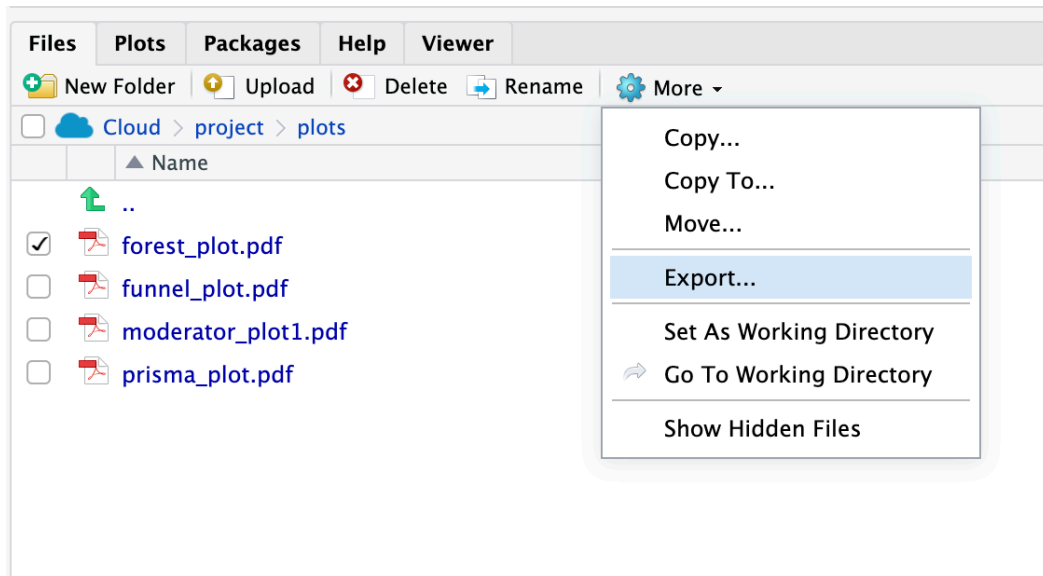 Files Plots Packages Help Viewer
New Folder Upload Delete Rename More
Cloud > project > plots
Name
..
forest_plot.pdf
funnel_plot.pdf
moderator_plot1.pdf
prisma_plot.pdf
Copy...
Copy To...
Move...
Export...
Set As Working Directory
Go To Working Directory
Show Hidden Files